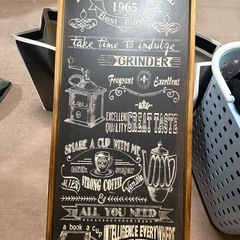 1965
Best Flavor
take time to indulge
GRINDER
Fragrant Excellent
EXCELLENT
QUALITY
GREAT TASTE
SHARE A CUP WITH ME
STRONG COFFEE
&
ALL YOU NEED
a book a cup
INTELLIGENCE EVERYWHERE